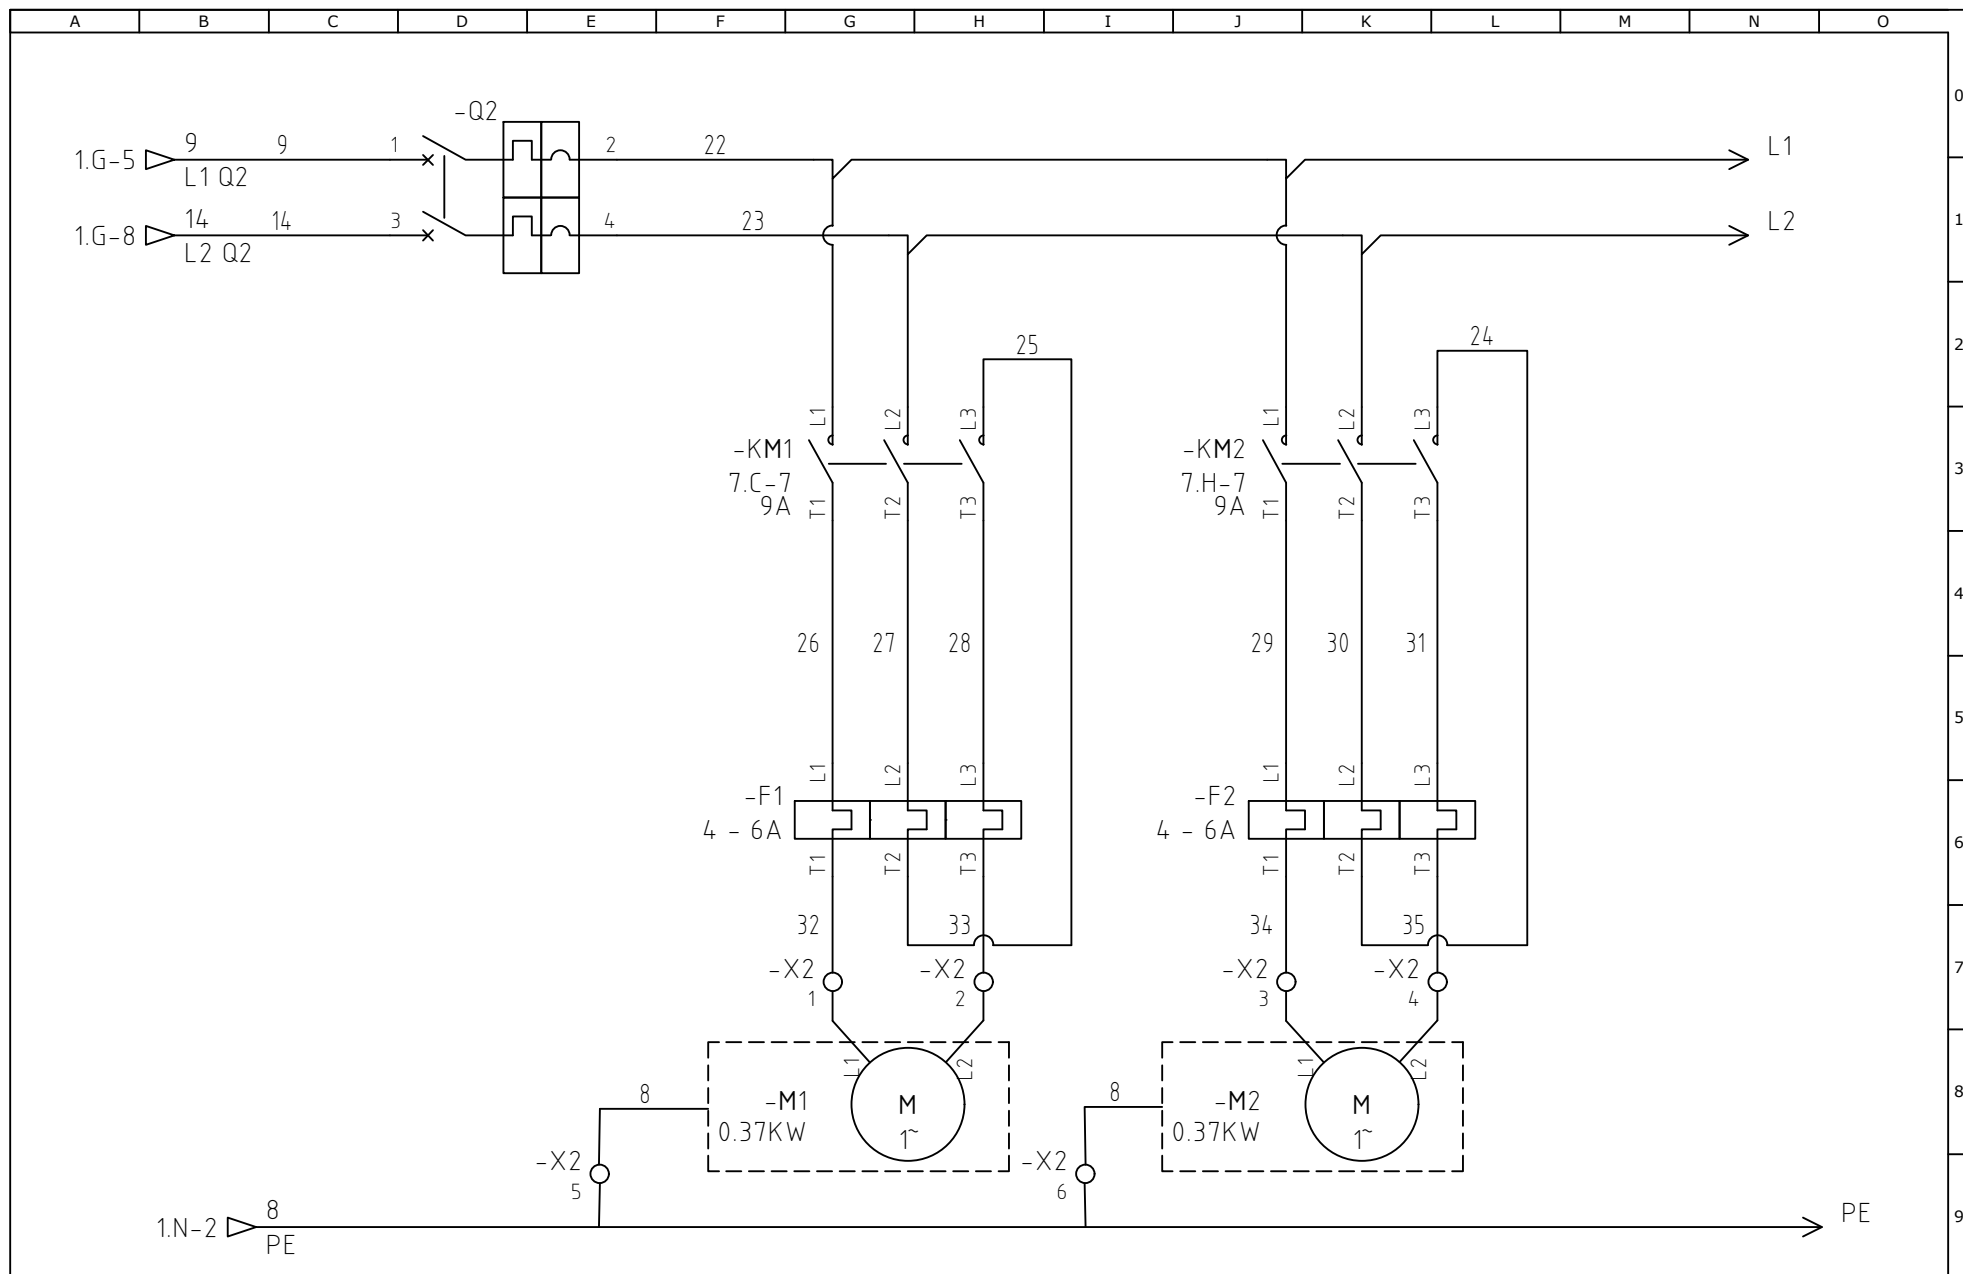 A B C D E F G H I J K L M N O
0
-Q2
1.G-5 9 9 1 2 22 L1
L1 Q2
1
1.G-8 14 14 3 4 23 L2
L2 Q2
2
25 24
L1 L2 L3 L1 L2 L3
3
-KM1 -KM2
7.C-7 7.H-7
9A 9A
T1 T2 T3 T1 T2 T3
4
26 27 28 29 30 31
5
L1 L2 L3 L1 L2 L3
-F1 -F2
4 - 6A 4 - 6A
6
T1 T2 T3 T1 T2 T3
32 33 34 35
7
-X2 -X2 -X2 -X2
1 2 3 4
L1 L2 L1 L2
8
8 -M1 M 8 -M2 M
0.37KW 1~ 0.37KW 1~
-X2 -X2
5 6
9
1.N-2 8 PE
PE